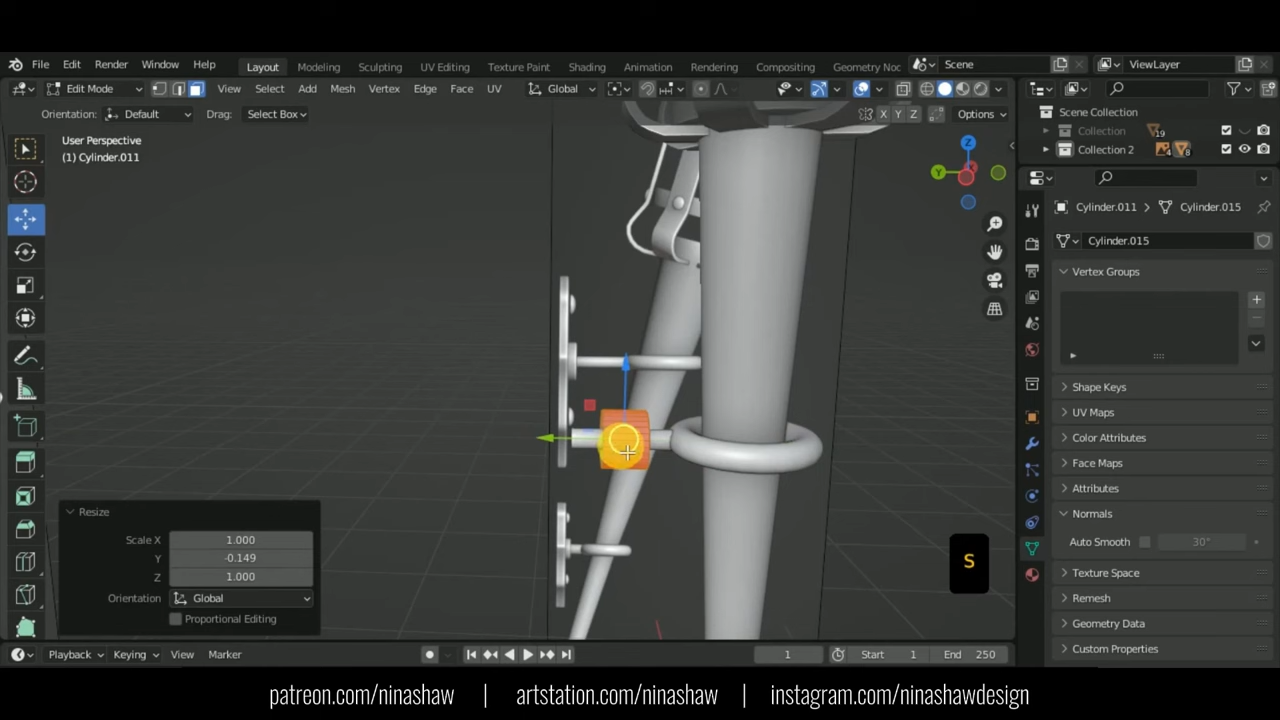 File Edit Render Window Help Layout Modeling Sculpting UV Editing Texture Paint Shading Animation Rendering Compositing Geometry Noc Scene ViewLayer
Edit Mode View Select Add Mesh Vertex Edge Face UV Global
Orientation: Default Drag: Select Box X Y Z Options
Scene Collection
Collection 19
Collection 2 4 8
User Perspective
(1) Cylinder.011
Z
Y
Cylinder.011 Cylinder.015
Cylinder.015
Vertex Groups
Shape Keys
UV Maps
Color Attributes
Face Maps
Attributes
Normals
Auto Smooth 30°
Texture Space
Remesh
Geometry Data
Custom Properties
Resize
Scale X 1.000
Y -0.149
Z 1.000
Orientation Global
Proportional Editing
S
Playback Keying View Marker 1 Start 1 End 250
patreon.com/ninashaw | artstation.com/ninashaw | instagram.com/ninashawdesign